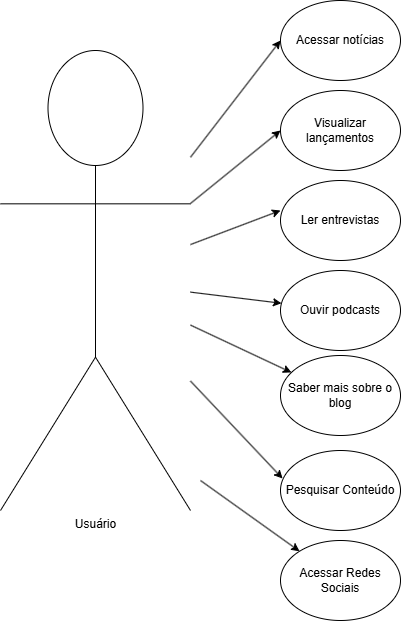 Acessar notícias
Visualizar
lançamentos
Ler entrevistas
Ouvir podcasts
Saber mais sobre o
blog
Pesquisar Conteúdo
Usuário
Acessar Redes
Sociais